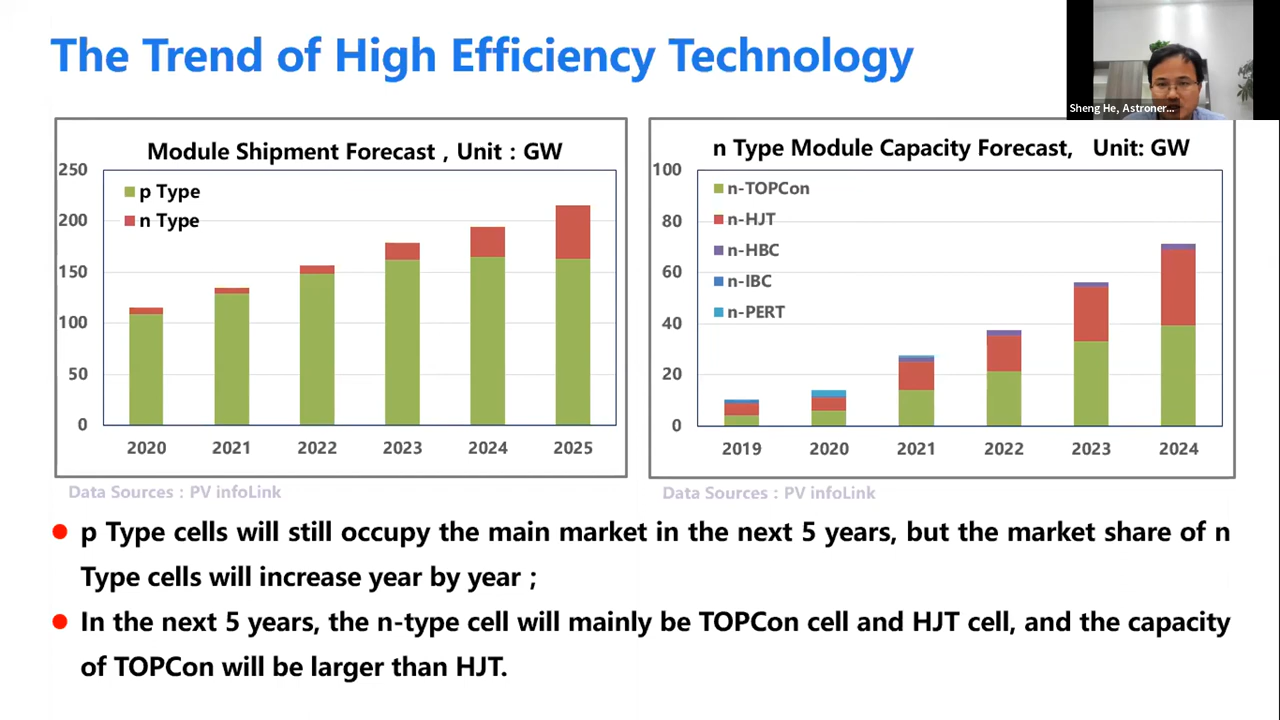 The Trend of High Efficiency Technology
Sheng He, Astroner...
Module Shipment Forecast , Unit : GW
250
200
150
100
50
0
p Type
n Type
2020 2021 2022 2023 2024 2025
Data Sources : PV infoLink
n Type Module Capacity Forecast, Unit: GW
100
80
60
40
20
0
n-TOPCon
n-HJT
n-HBC
n-IBC
n-PERT
2019 2020 2021 2022 2023 2024
Data Sources : PV infoLink
p Type cells will still occupy the main market in the next 5 years, but the market share of n
Type cells will increase year by year ;
In the next 5 years, the n-type cell will mainly be TOPCon cell and HJT cell, and the capacity
of TOPCon will be larger than HJT.